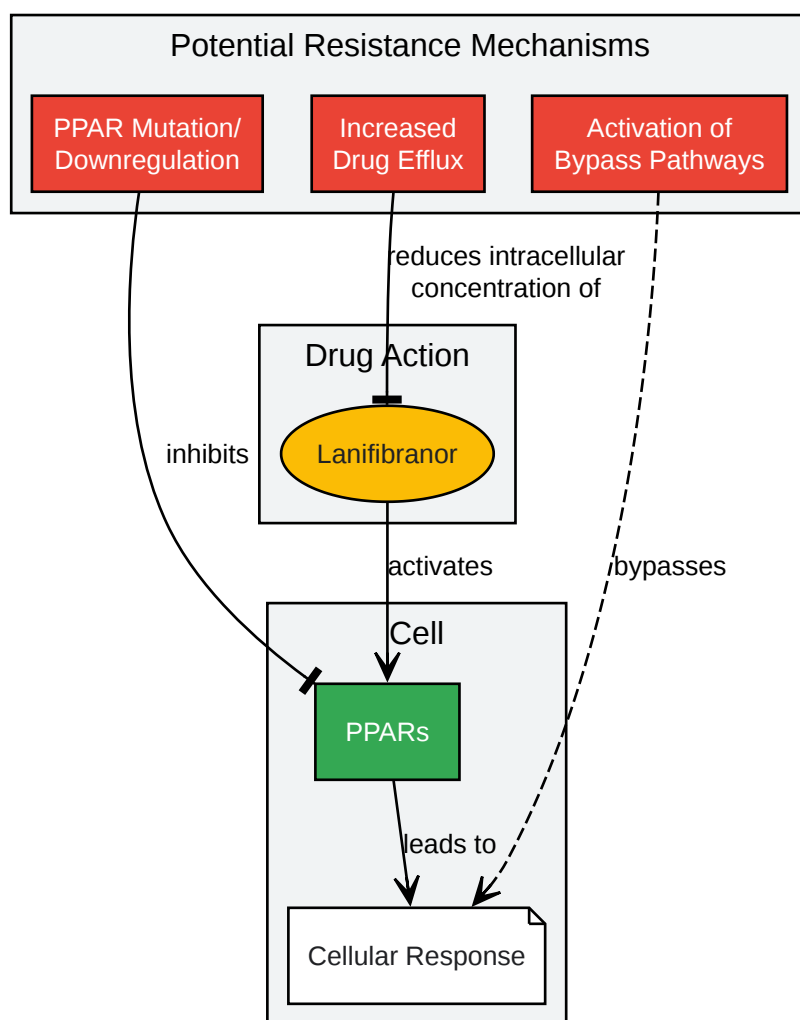 Potential Resistance Mechanisms
PPAR Mutation/
Downregulation
Increased
Drug Efflux
Activation of
Bypass Pathways
reduces intracellular
concentration of
Drug Action
Lanifibranor
inhibits
activates
bypasses
Cell
PPARs
leads to
Cellular Response